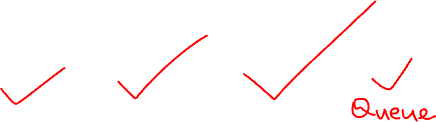 ✓ ✓ ✓ ✓
Queue